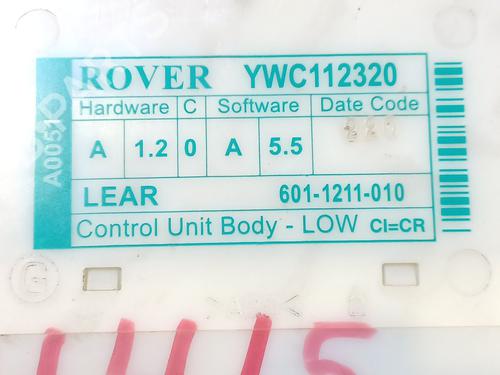 ROVER YWC112320
Hardware C Software Date Code
A 1.2 0 A 5.5
A0051
LEAR 601-1211-010
Control Unit Body - LOW CI=CR
G